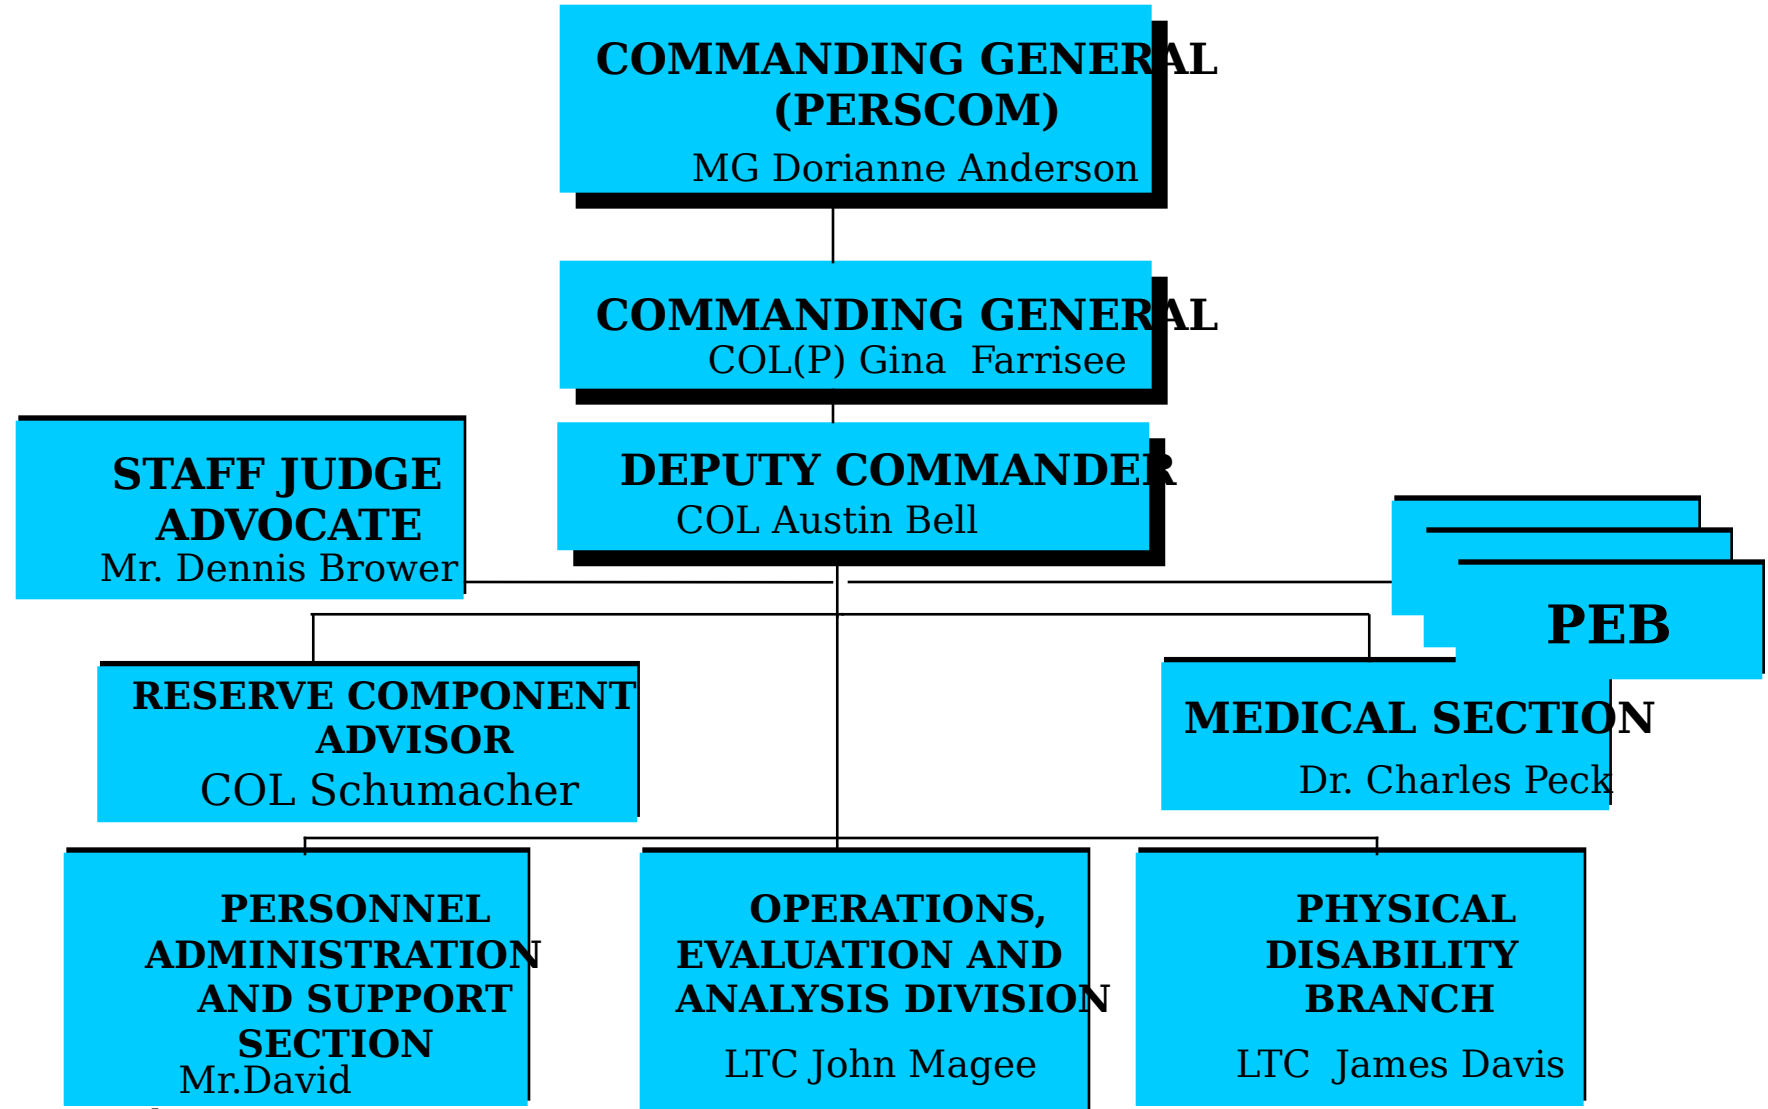 COMMANDING GENERAL
(PERSCOM)
MG Dorianne Anderson
COMMANDING GENERAL
COL(P) Gina  Farrisee
DEPUTY COMMANDER
COL Austin Bell
STAFF JUDGE
ADVOCATE
Mr. Dennis Brower
PEB
RESERVE COMPONENT
ADVISOR
COL Schumacher
MEDICAL SECTION
Dr. Charles Peck
PERSONNEL
ADMINISTRATION
AND SUPPORT
SECTION
Mr.David
OPERATIONS,
EVALUATION AND
ANALYSIS DIVISION
LTC John Magee
PHYSICAL
DISABILITY
BRANCH
LTC  James Davis